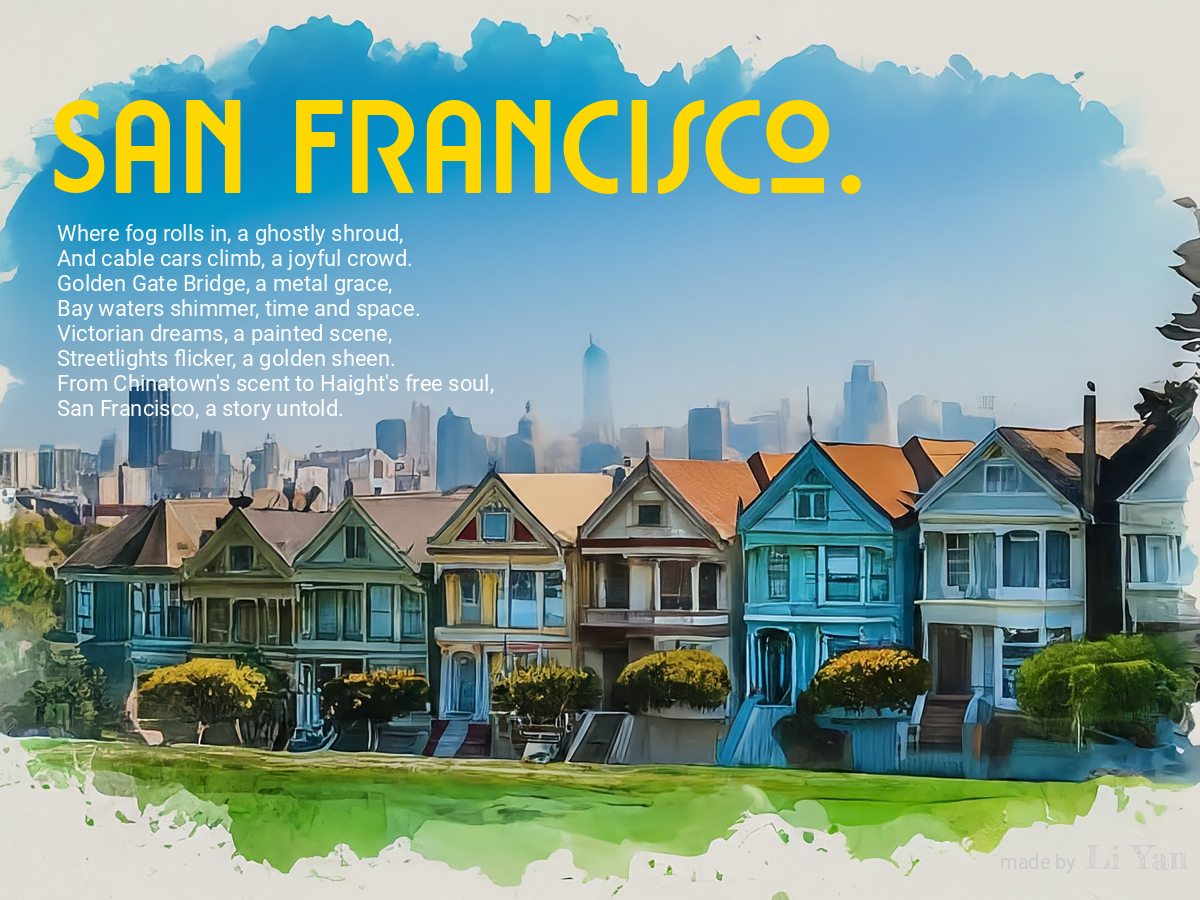 SAN FRANCISCO.
Where fog rolls in, a ghostly shroud,
And cable cars climb, a joyful crowd.
Golden Gate Bridge, a metal grace,
Bay waters shimmer, time and space.
Victorian dreams, a painted scene,
Streetlights flicker, a golden sheen.
From Chinatown's scent to Haight's free soul,
San Francisco, a story untold.
made by Li Yan